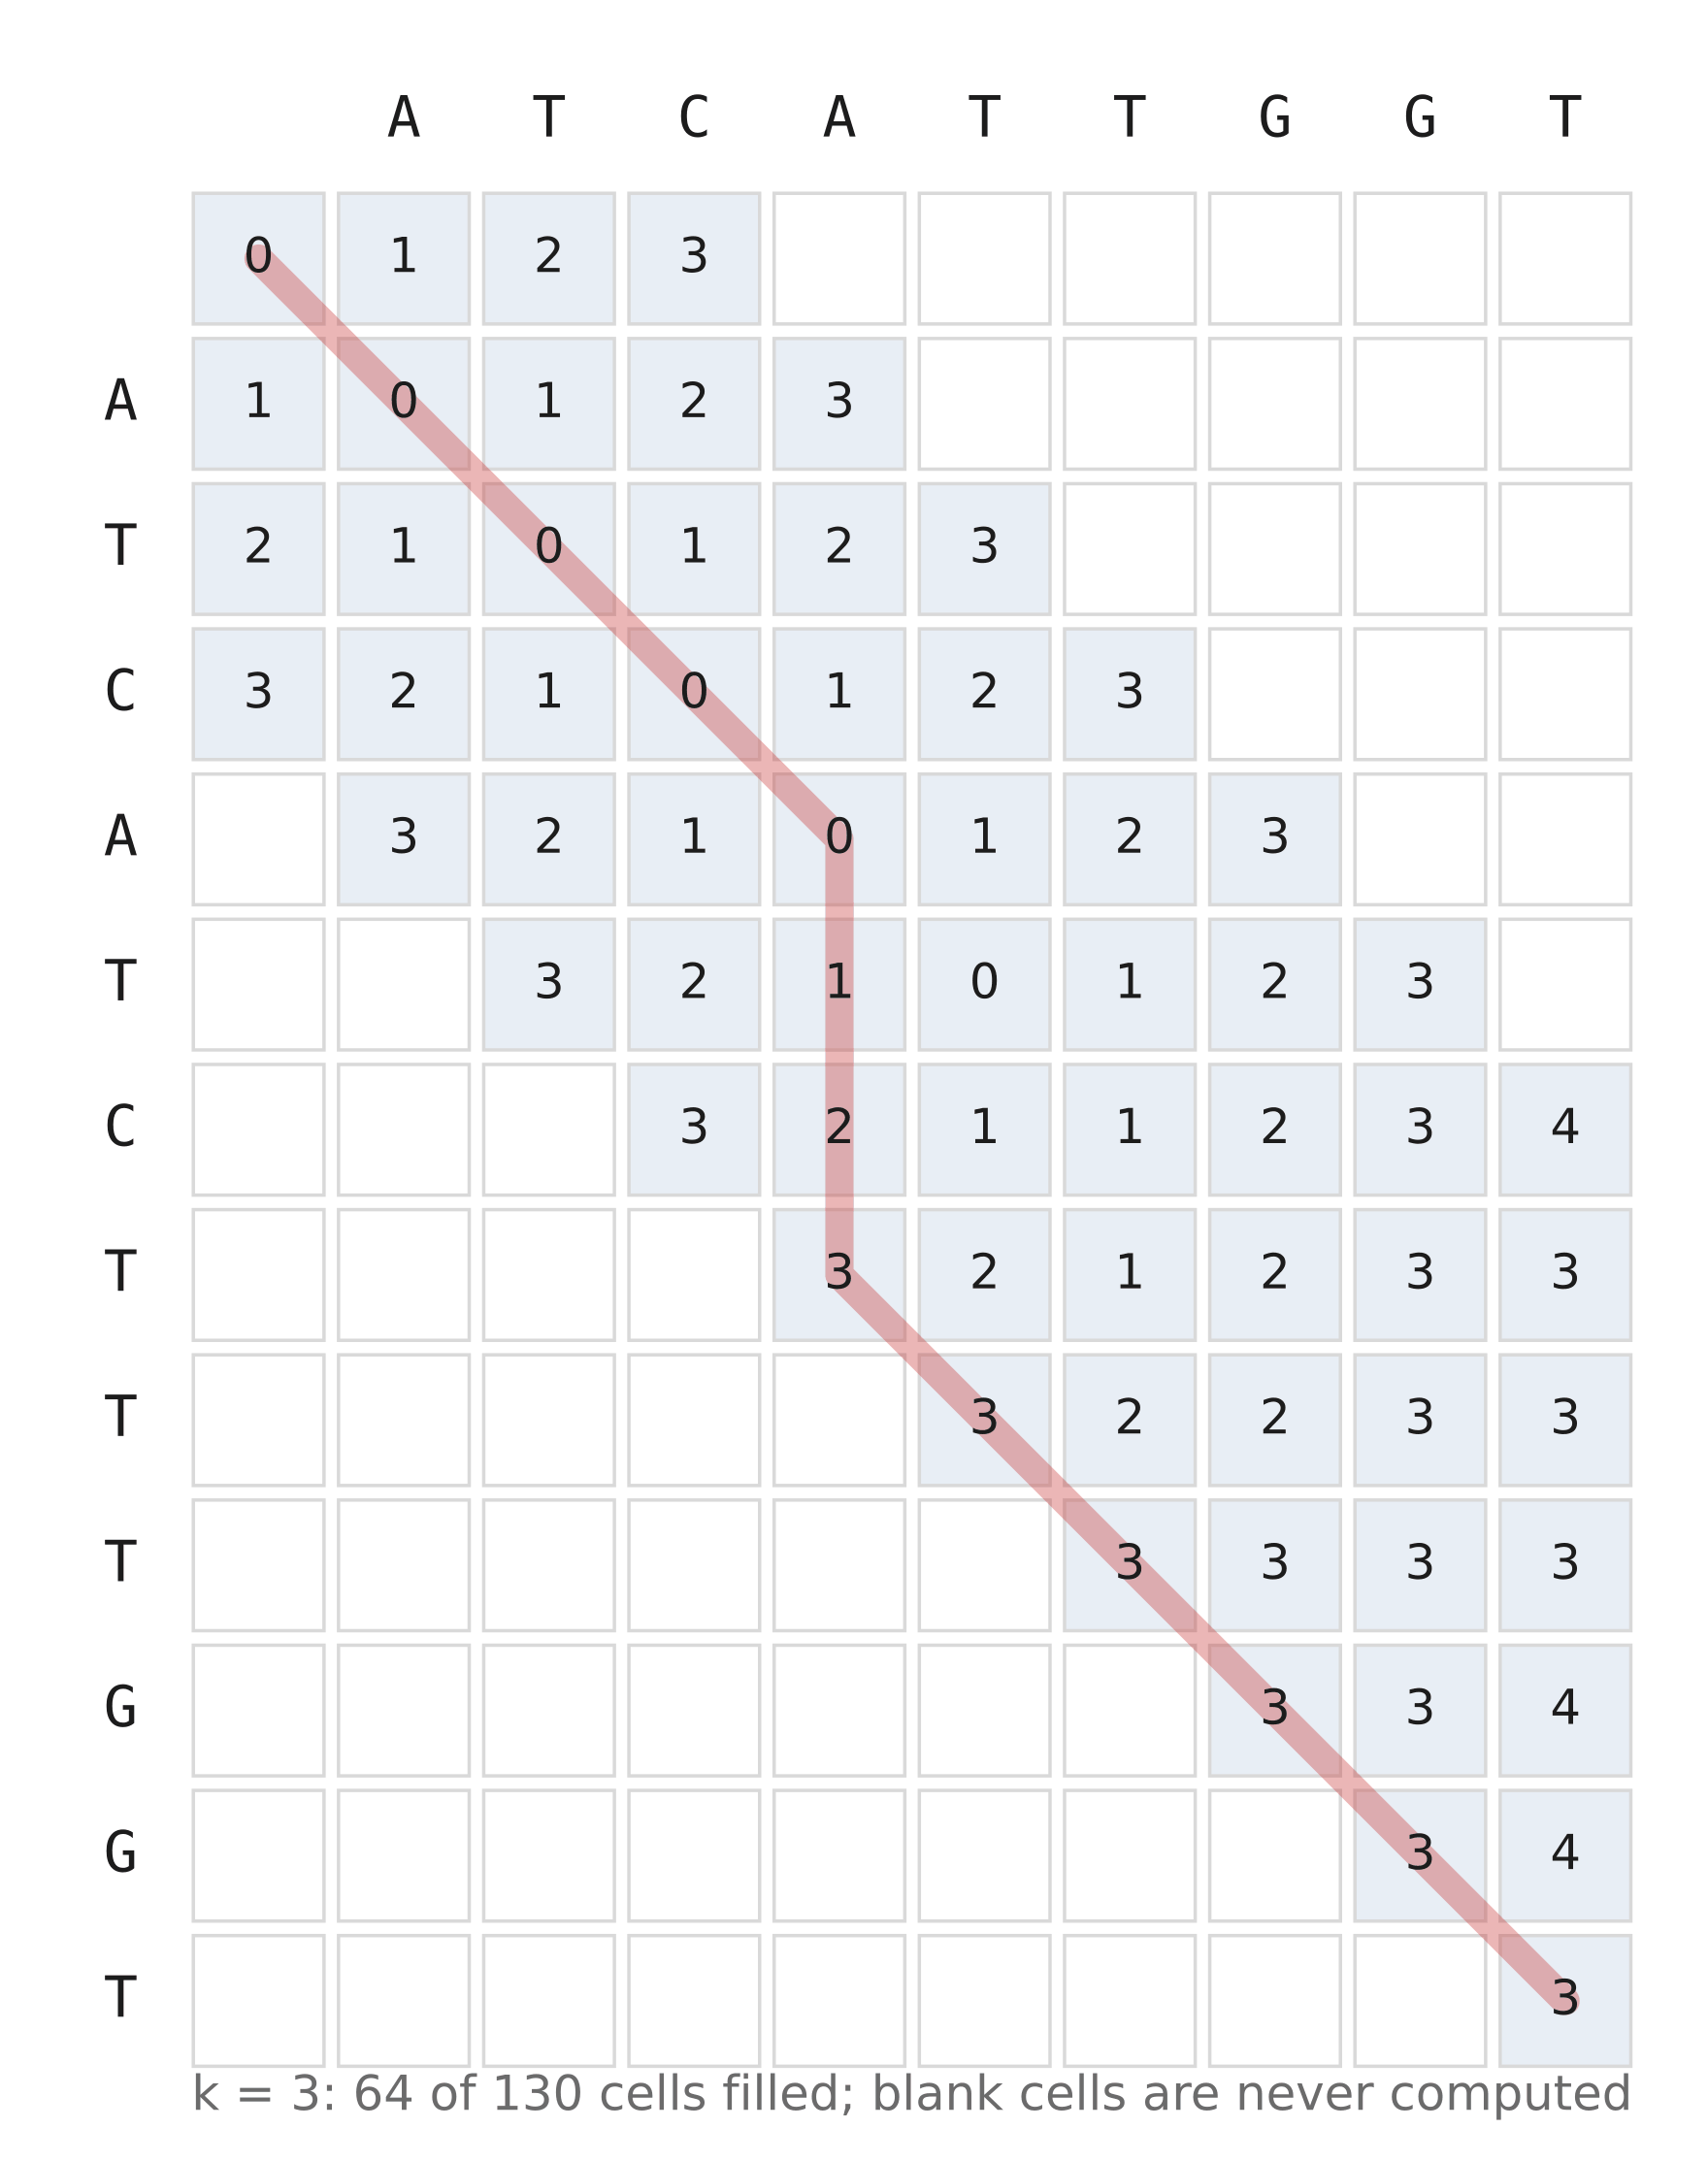 A T C A T T G G T
0 1 2 3
A 1 0 1 2 3
T 2 1 0 1 2 3
C 3 2 1 0 1 2 3
A 3 2 1 0 1 2 3
T 3 2 1 0 1 2 3
C 3 2 1 1 2 3 4
T 3 2 1 2 3 3
T 3 2 2 3 3
T 3 3 3 3
G 3 3 4
G 3 4
T 3
k = 3: 64 of 130 cells filled; blank cells are never computed